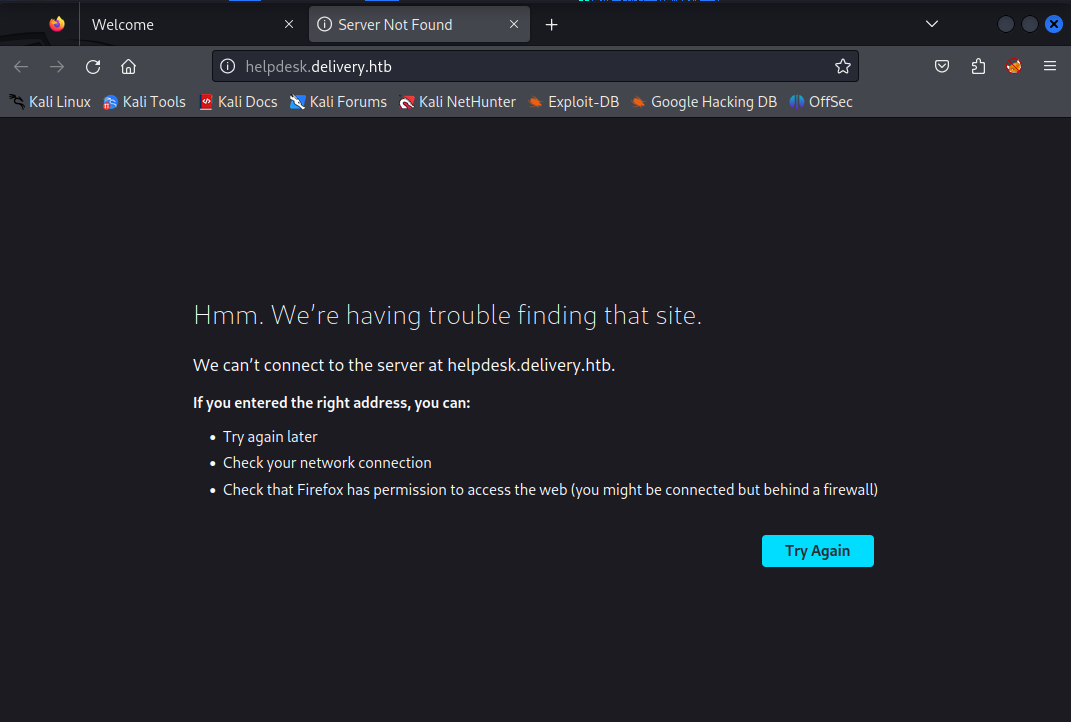 Welcome
Server Not Found
helpdesk.delivery.htb
Kali Linux Kali Tools Kali Docs Kali Forums Kali NetHunter Exploit-DB Google Hacking DB OffSec
Hmm. We’re having trouble finding that site.
We can’t connect to the server at helpdesk.delivery.htb.
If you entered the right address, you can:
Try again later
Check your network connection
Check that Firefox has permission to access the web (you might be connected but behind a firewall)
Try Again